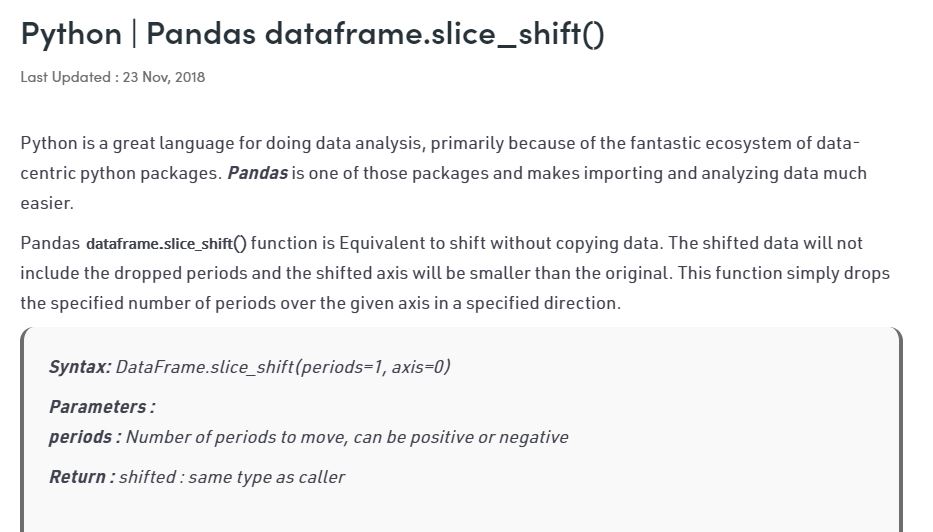 Python | Pandas dataframe.slice_shift()
Last Updated : 23 Nov, 2018
Python is a great language for doing data analysis, primarily because of the fantastic ecosystem of data-
centric python packages. Pandas is one of those packages and makes importing and analyzing data much
easier.
Pandas dataframe.slice_shift() function is Equivalent to shift without copying data. The shifted data will not
include the dropped periods and the shifted axis will be smaller than the original. This function simply drops
the specified number of periods over the given axis in a specified direction.
Syntax: DataFrame.slice_shift(periods=1, axis=0)
Parameters :
periods : Number of periods to move, can be positive or negative
Return : shifted : same type as caller